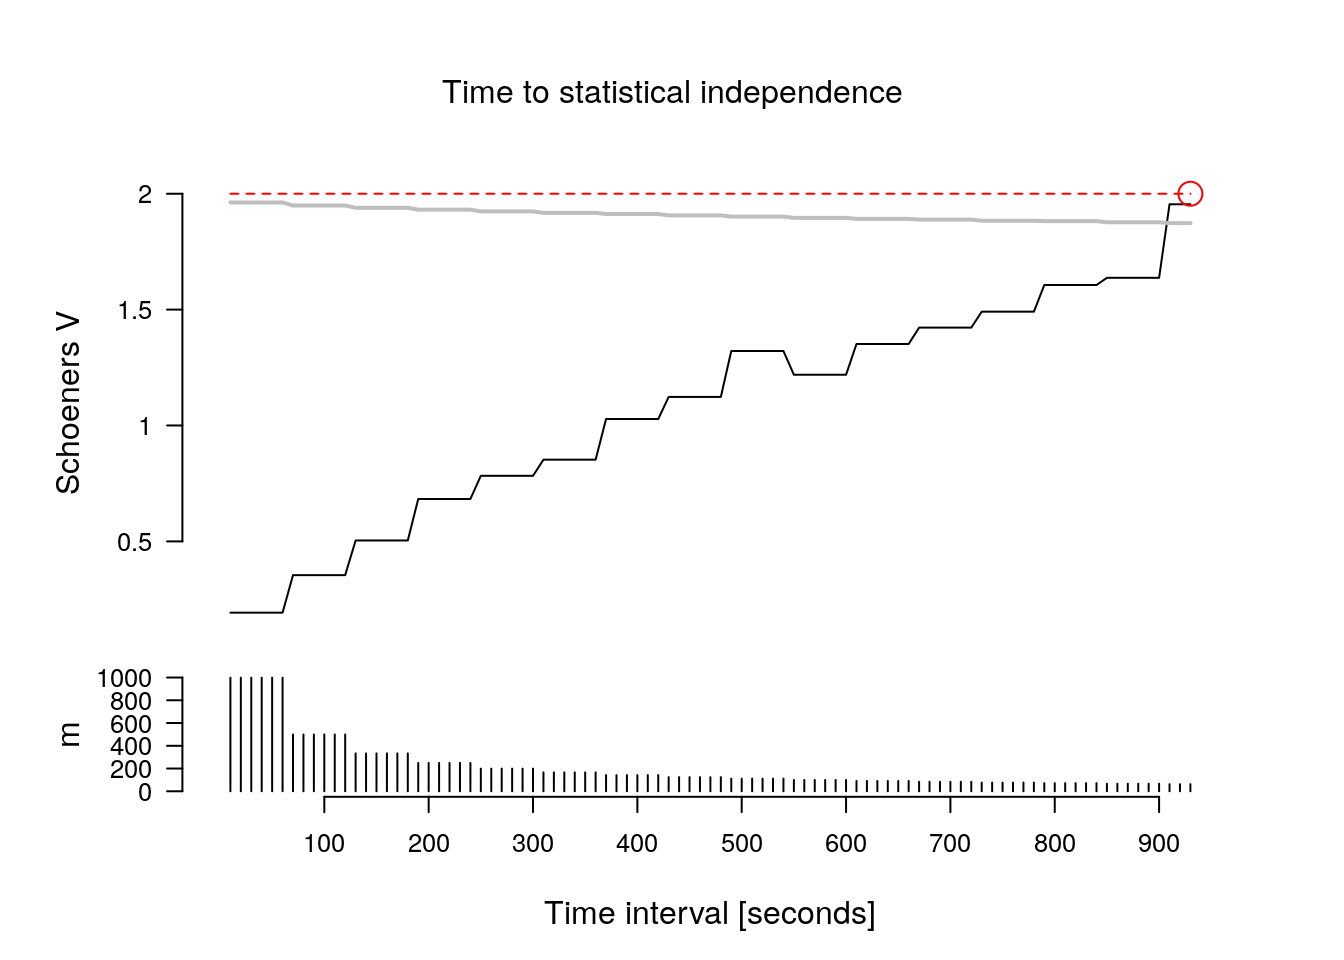 Time to statistical independence
2
1.5
1
0.5
Schoeners V
1000
800
600
400
200
0
m
100 200 300 400 500 600 700 800 900
Time interval [seconds]